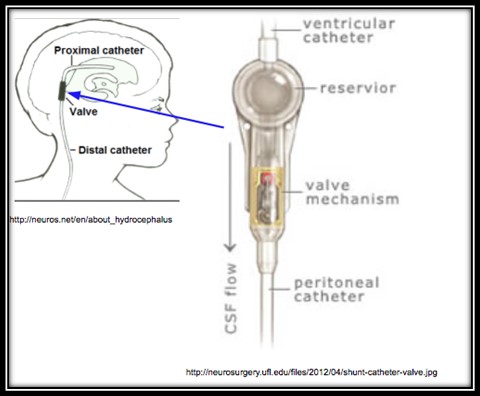 Proximal catheter
Valve
Distal catheter
http://neuros.net/en/about_hydrocephalus
ventricular
catheter
reservior
valve
mechanism
CSF flow
peritoneal
catheter
http://neurosurgery.ufl.edu/files/2012/04/shunt-catheter-valve.jpg